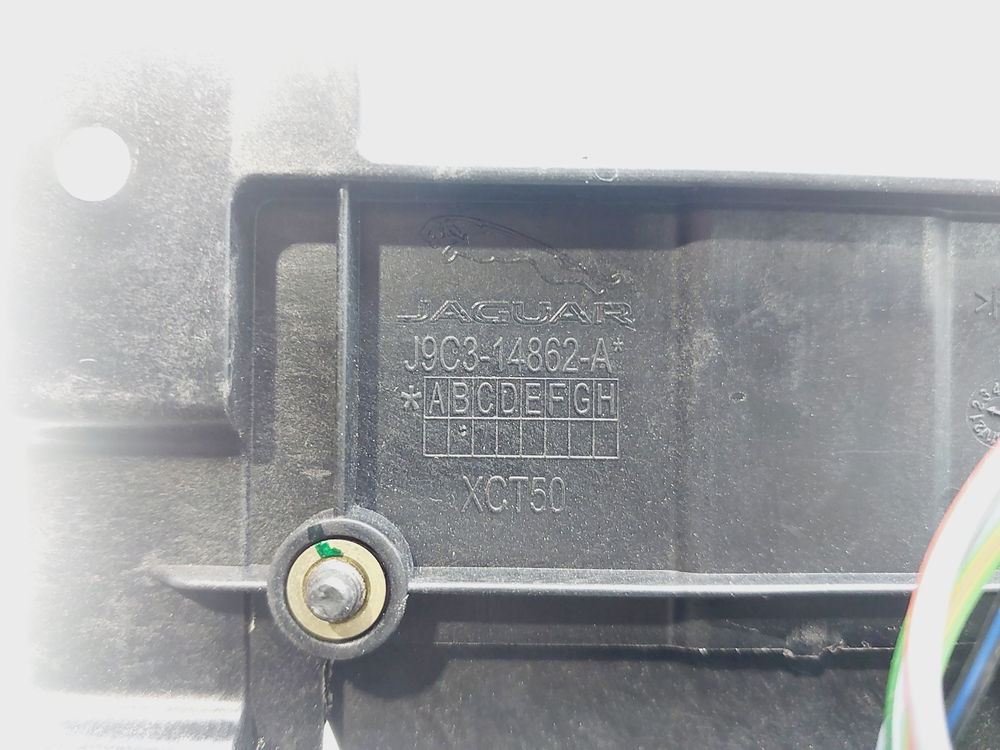 JAGUAR
J9C3-14862-A*
*ABCDEFGH
XCT50